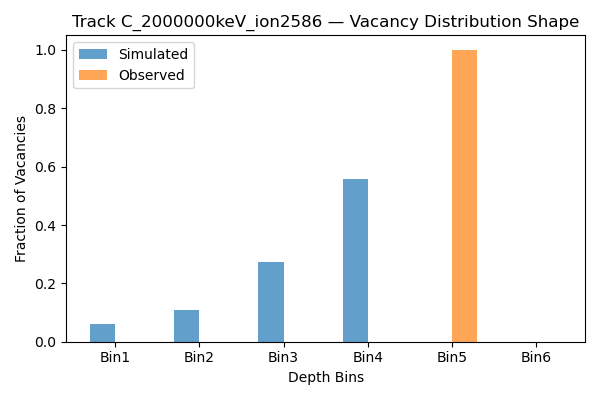 Track C_2000000keV_ion2586 — Vacancy Distribution Shape
Simulated
Observed
Fraction of Vacancies
1.0
0.8
0.6
0.4
0.2
0.0
Bin1 Bin2 Bin3 Bin4 Bin5 Bin6
Depth Bins